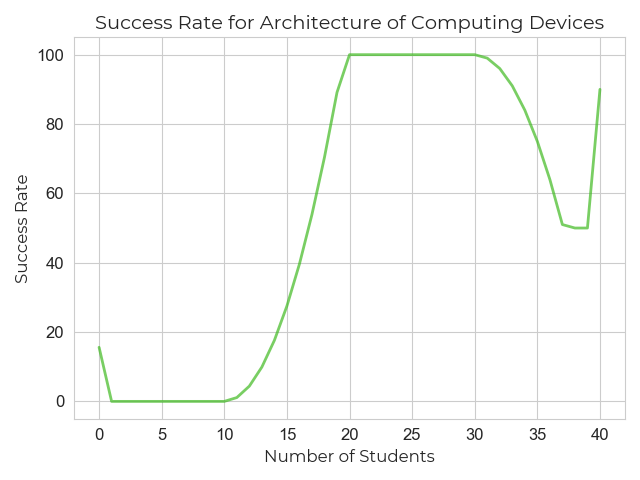 Success Rate for Architecture of Computing Devices
100
80
60
40
20
0
Success Rate
0 5 10 15 20 25 30 35 40
Number of Students